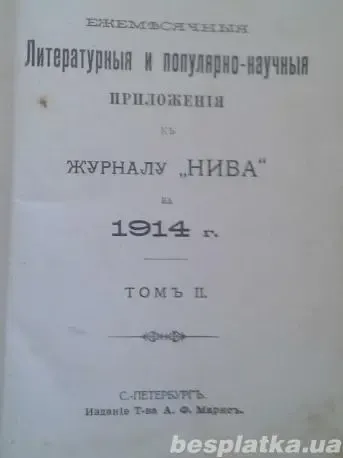 ЕЖЕМѢСЯЧНЫЯ
Литературныя и популярно-научныя
ПРИЛОЖЕНІЯ
КЪ
ЖУРНАЛУ „НИВА“
НА
1914 г.
ТОМЪ II.
С.-ПЕТЕРБУРГЪ.
Изданіе Т-ва А. Ф. Марксъ.
besplatka.ua